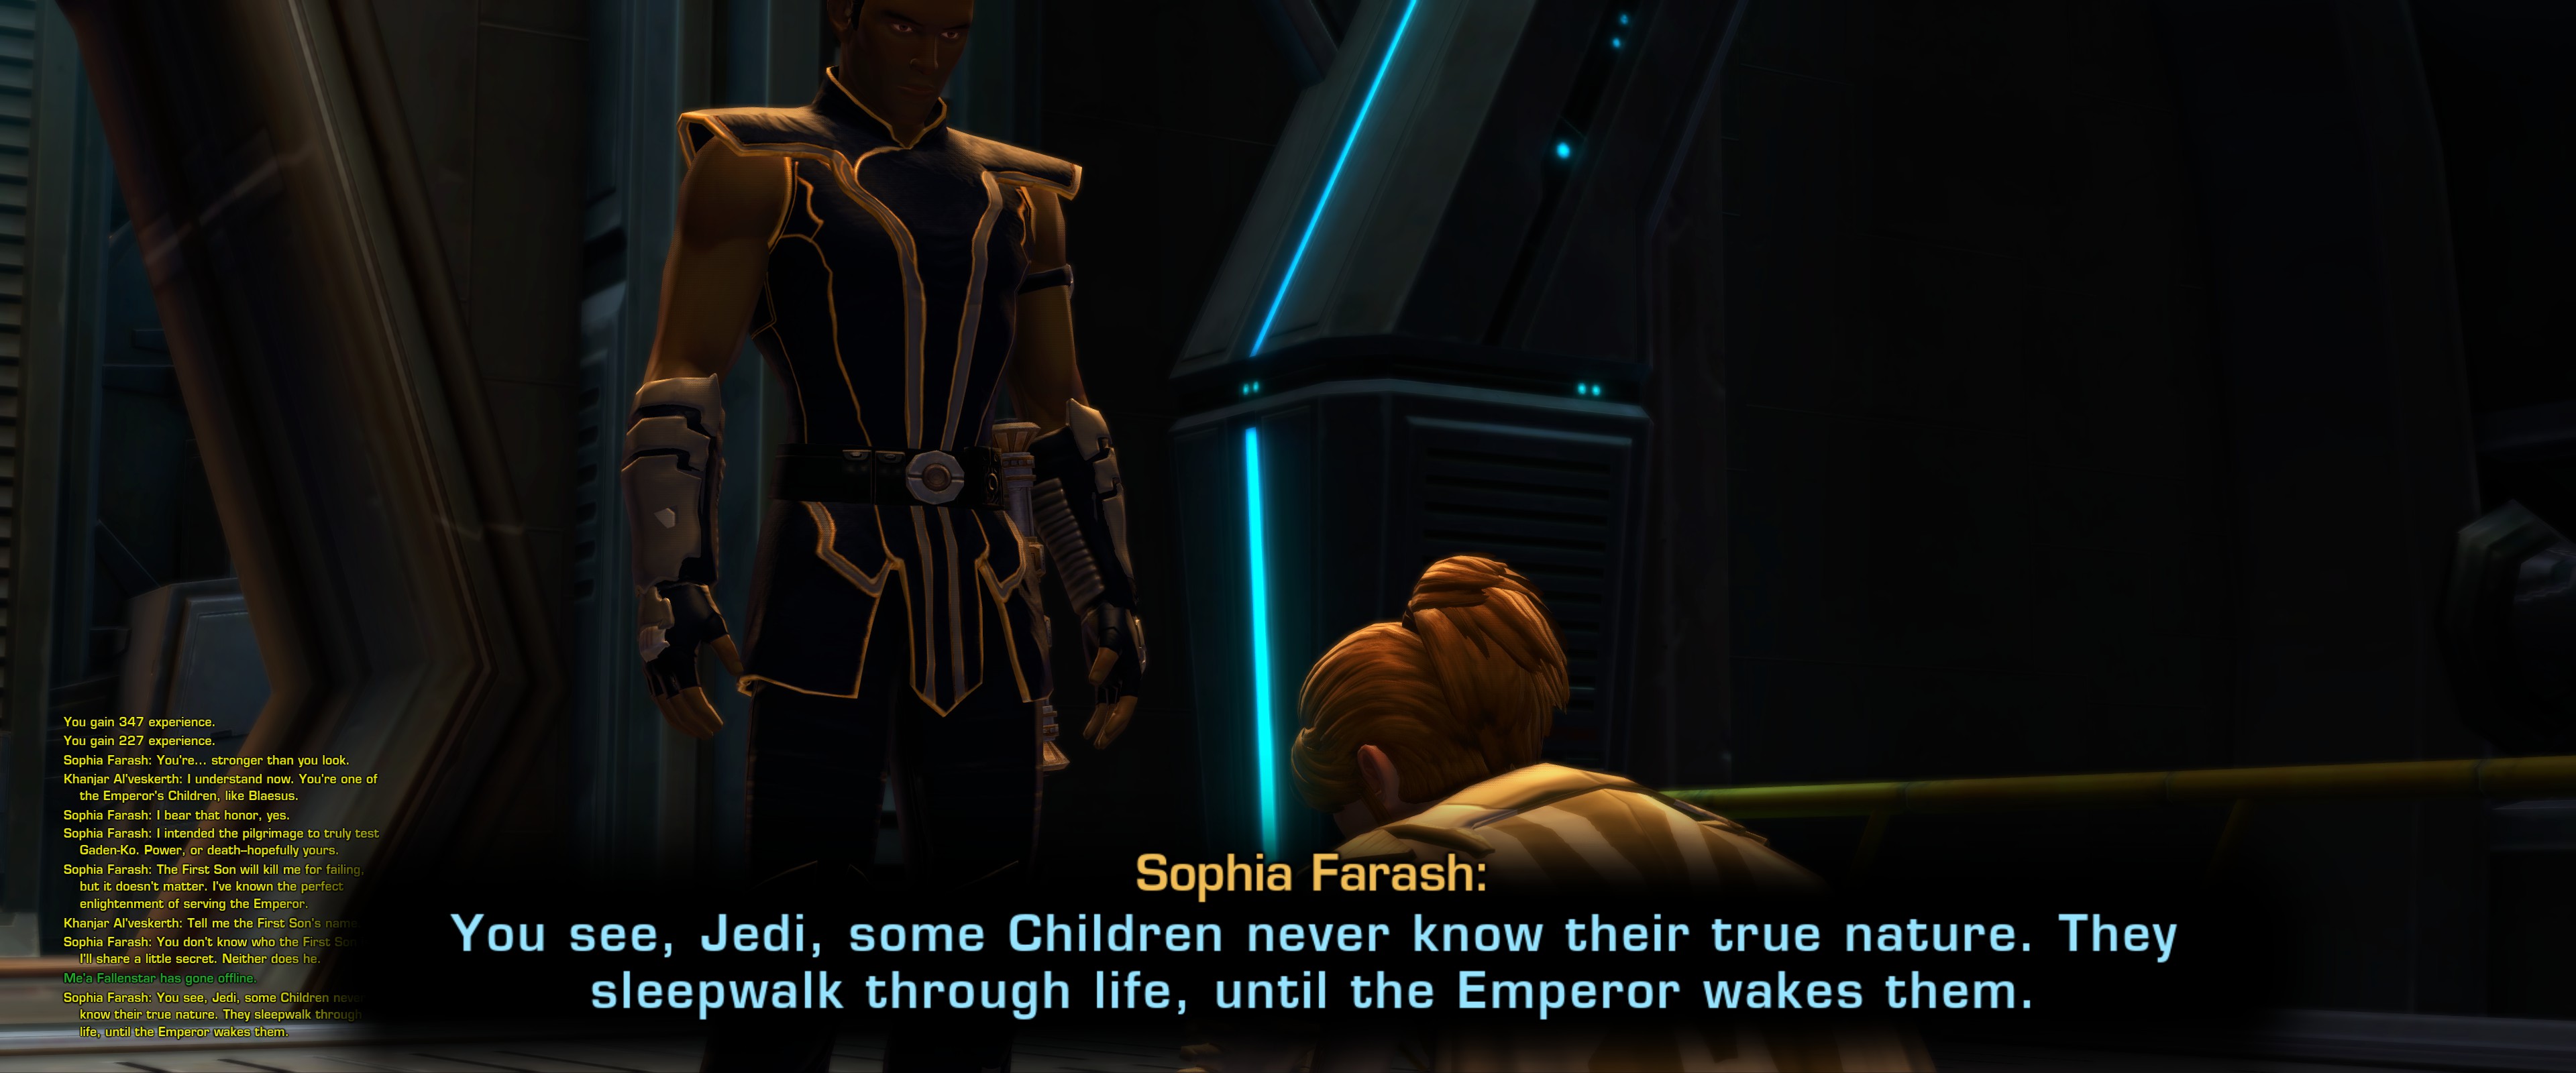 You gain 347 experience.
You gain 227 experience.
Sophia Farash: You're... stronger than you look.
Khanjar Al'veskerth: I understand now. You're one of
the Emperor's Children, like Blaesus.
Sophia Farash: I bear that honor, yes.
Sophia Farash: I intended the pilgrimage to truly test
Gaden-Ko. Power, or death–hopefully yours.
Sophia Farash: The First Son will kill me for failing,
but it doesn't matter. I've known the perfect
enlightenment of serving the Emperor.
Khanjar Al'veskerth: Tell me the First Son's name.
Sophia Farash: You don't know who the First Son
I'll share a little secret. Neither does he.
Me'a Fallenstar has gone offline.
Sophia Farash: You see, Jedi, some Children never
know their true nature. They sleepwalk through
life, until the Emperor wakes them.
Sophia Farash:
You see, Jedi, some Children never know their true nature. They
sleepwalk through life, until the Emperor wakes them.